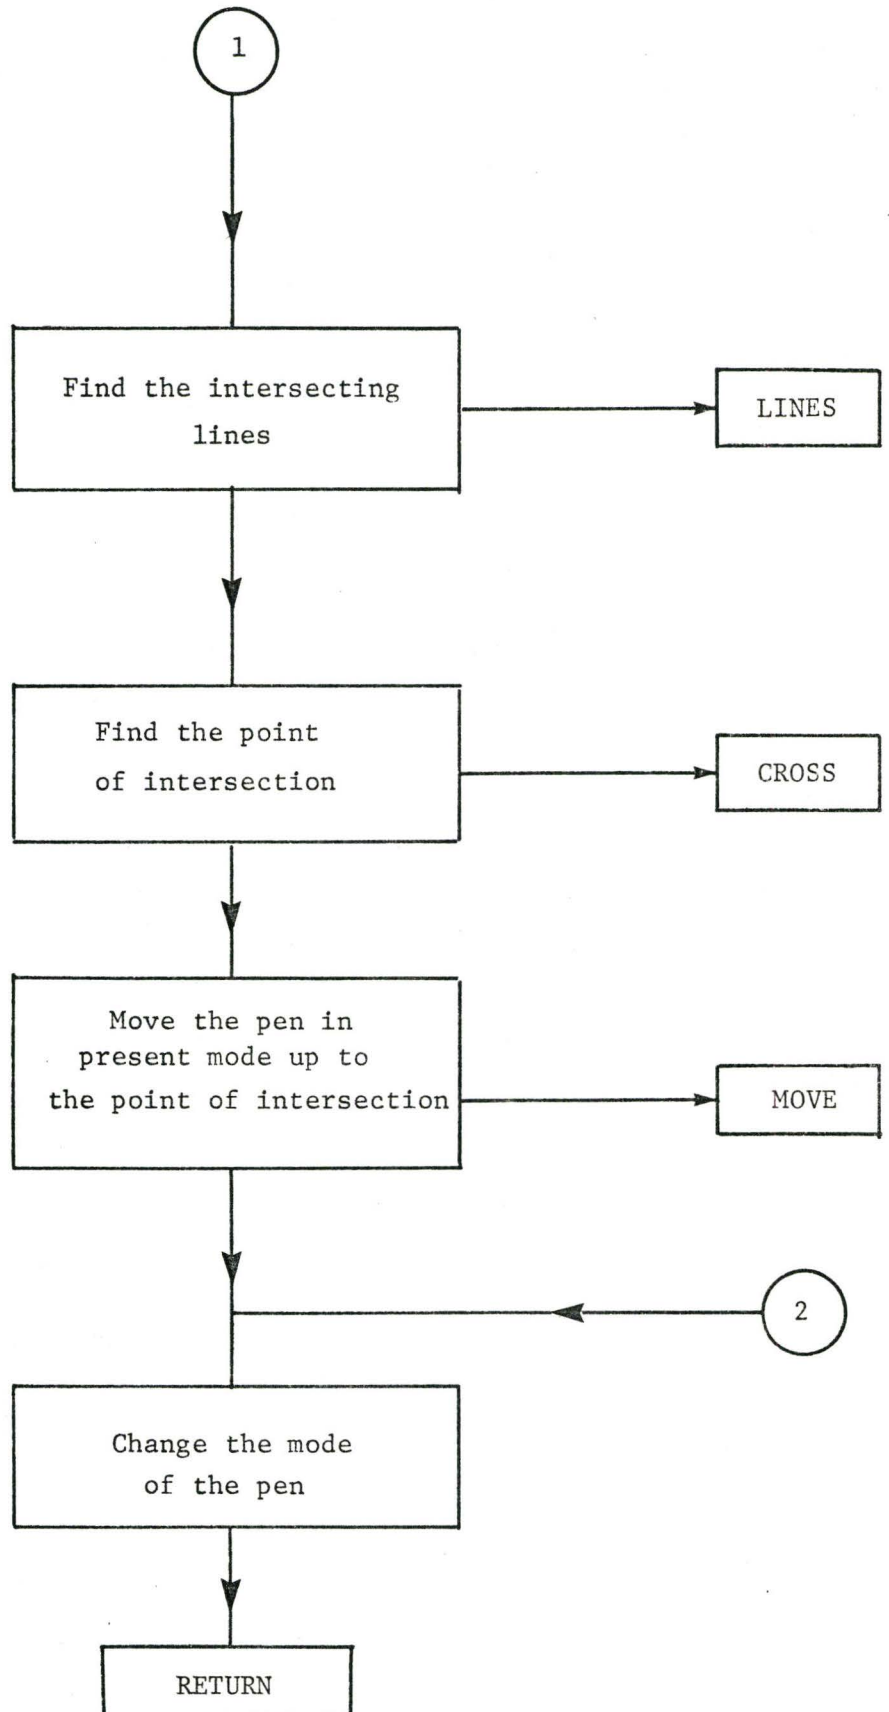 1
Find the intersecting
lines
LINES
Find the point
of intersection
CROSS
Move the pen in
present mode up to
the point of intersection
MOVE
2
Change the mode
of the pen
RETURN